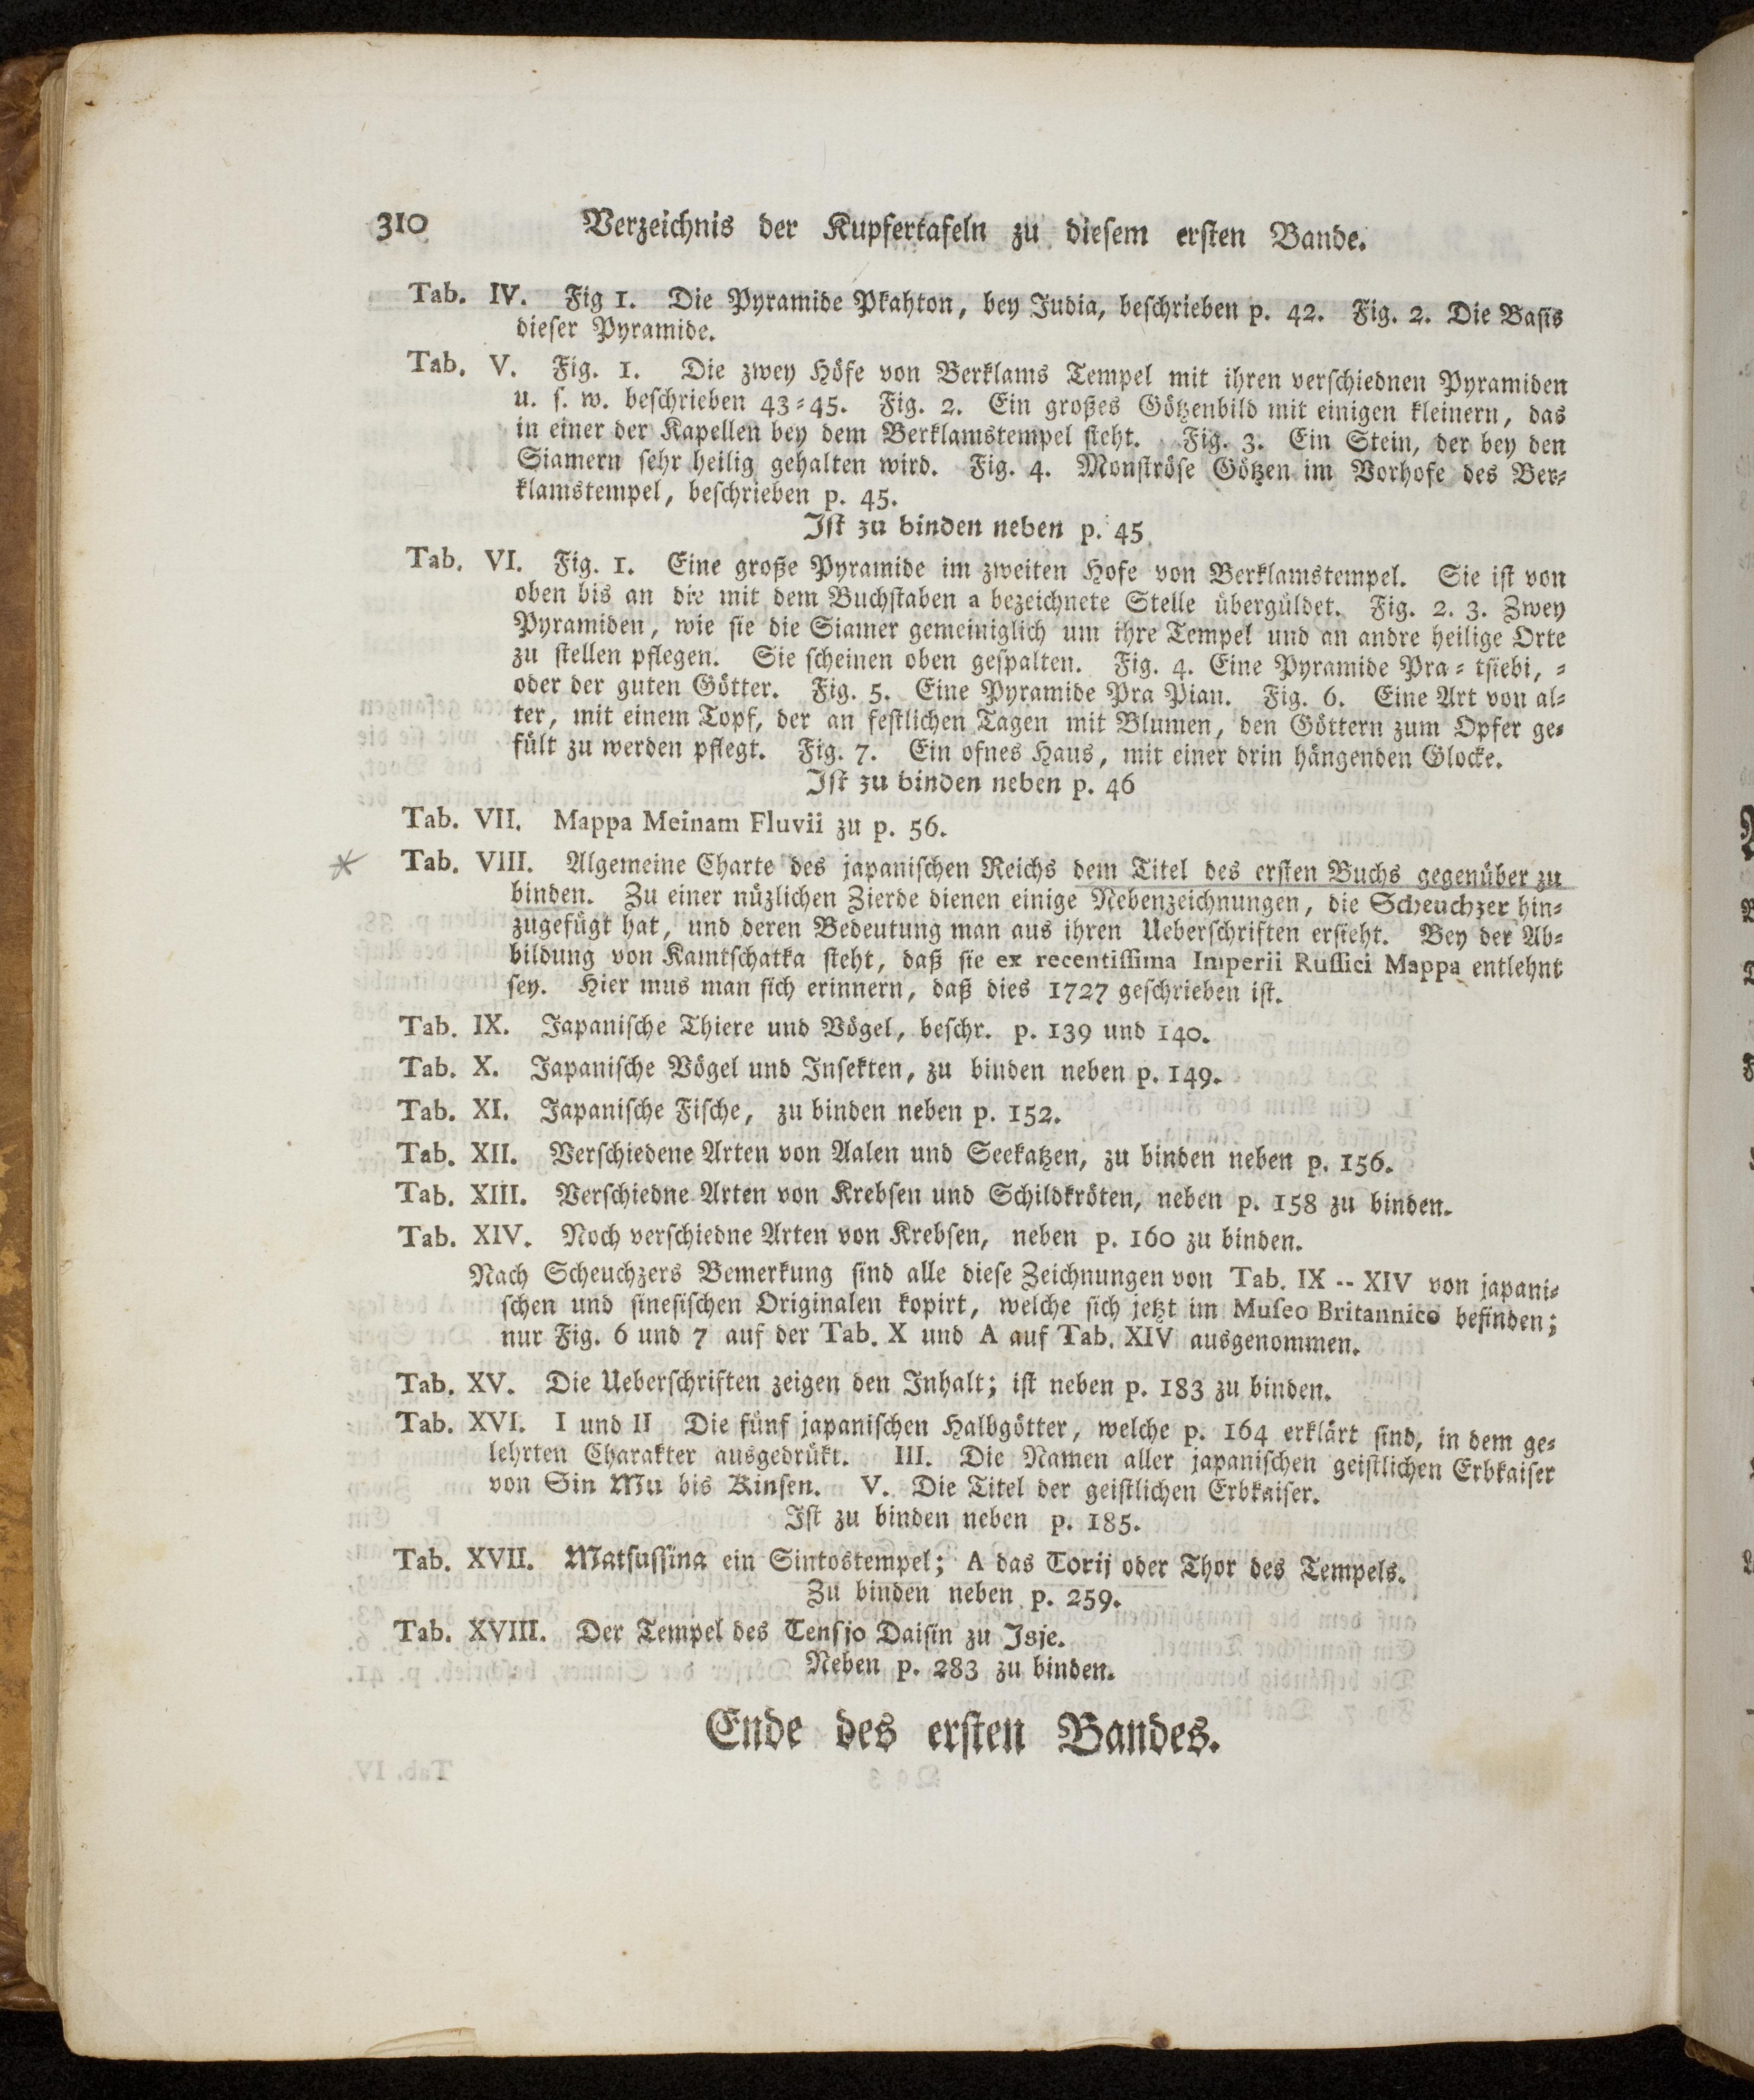 310 Verzeichnis der Kupfertafeln zu diesem ersten Bande.
Tab. IV. Fig 1. Die Pyramide Pkahton, bey Judia, beschrieben p. 42. Fig. 2. Die Basis
dieser Pyramide.
Tab. V. Fig. 1. Die zwey Höfe von Berklams Tempel mit ihren verschiednen Pyramiden
u. s. w. beschrieben 43=45. Fig. 2. Ein großes Götzenbild mit einigen kleinern, das
in einer der Kapellen bey dem Berklamstempel steht. Fig. 3. Ein Stein, der bey den
Siamern sehr heilig gehalten wird. Fig. 4. Monströse Götzen im Vorhofe des Ber=
klamstempel, beschrieben p. 45.
Ist zu binden neben p. 45
Tab. VI. Fig. 1. Eine große Pyramide im zweiten Hofe von Berklamstempel. Sie ist von
oben bis an die mit dem Buchstaben a bezeichnete Stelle übergüldet. Fig. 2. 3. Zwey
Pyramiden, wie sie die Siamer gemeiniglich um ihre Tempel und an andre heilige Orte
zu stellen pflegen. Sie scheinen oben gespalten. Fig. 4. Eine Pyramide Pra = tsiebi, =
oder der guten Götter. Fig. 5. Eine Pyramide Pra Pian. Fig. 6. Eine Art von al=
ter, mit einem Topf, der an festlichen Tagen mit Blumen, den Göttern zum Opfer ge=
fült zu werden pflegt. Fig. 7. Ein ofnes Haus, mit einer drin hängenden Glocke.
Ist zu binden neben p. 46
Tab. VII. Mappa Meinam Fluvii zu p. 56.
* Tab. VIII. Algemeine Charte des japanischen Reichs dem Titel des ersten Buchs gegenüber zu
binden. Zu einer nüzlichen Zierde dienen einige Nebenzeichnungen, die Scheuchzer hin=
zugefügt hat, und deren Bedeutung man aus ihren Ueberschriften ersieht. Bey der Ab=
bildung von Kamtschatka steht, daß sie ex recentissima Imperii Russici Mappa entlehnt
sey. Hier mus man sich erinnern, daß dies 1727 geschrieben ist.
Tab. IX. Japanische Thiere und Vögel, beschr. p. 139 und 140.
Tab. X. Japanische Vögel und Insekten, zu binden neben p. 149.
Tab. XI. Japanische Fische, zu binden neben p. 152.
Tab. XII. Verschiedene Arten von Aalen und Seekatzen, zu binden neben p. 156.
Tab. XIII. Verschiedne Arten von Krebsen und Schildkröten, neben p. 158 zu binden.
Tab. XIV. Noch verschiedne Arten von Krebsen, neben p. 160 zu binden.
Nach Scheuchzers Bemerkung sind alle diese Zeichnungen von Tab. IX -- XIV von japani=
schen und sinesischen Originalen kopirt, welche sich jetzt im Museo Britannico befinden;
nur Fig. 6 und 7 auf der Tab. X und A auf Tab. XIV ausgenommen.
Tab. XV. Die Ueberschriften zeigen den Inhalt; ist neben p. 183 zu binden.
Tab. XVI. I und II Die fünf japanischen Halbgötter, welche p. 164 erklärt sind, in dem ge=
lehrten Charakter ausgedrükt. III. Die Namen aller japanischen geistlichen Erbkaiser
von Sin Mu bis Kinsen. V. Die Titel der geistlichen Erbkaiser.
Ist zu binden neben p. 185.
Tab. XVII. Matsussina ein Sintostempel; A das Torij oder Thor des Tempels.
Zu binden neben p. 259.
Tab. XVIII. Der Tempel des Tensjo Daisin zu Isje.
Neben p. 283 zu binden.
Ende des ersten Bandes.